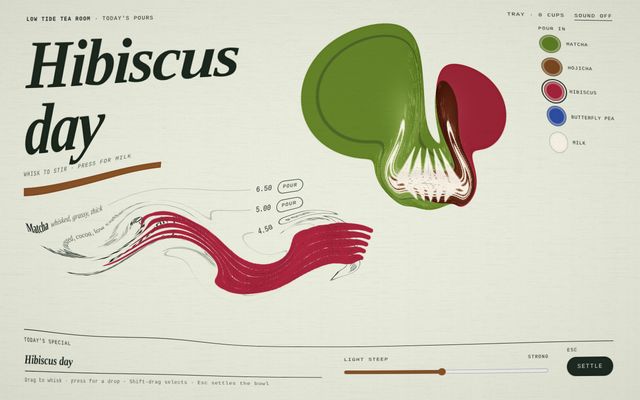 LOW TIDE TEA ROOM · TODAY'S POURS
TRAY · 8 CUPS SOUND OFF
Hibiscus
day
POUR IN
MATCHA
HOJICHA
HIBISCUS
BUTTERFLY PEA
MILK
WHISK TO STIR · PRESS FOR MILK
6.50 POUR
5.00 POUR
4.50
Matcha whisked, grassy, thick
TODAY'S SPECIAL
Hibiscus day
LIGHT STEEP
STRONG
ESC
SETTLE
Drag to whisk · press for a drop · Shift-drag selects · Esc settles the bowl